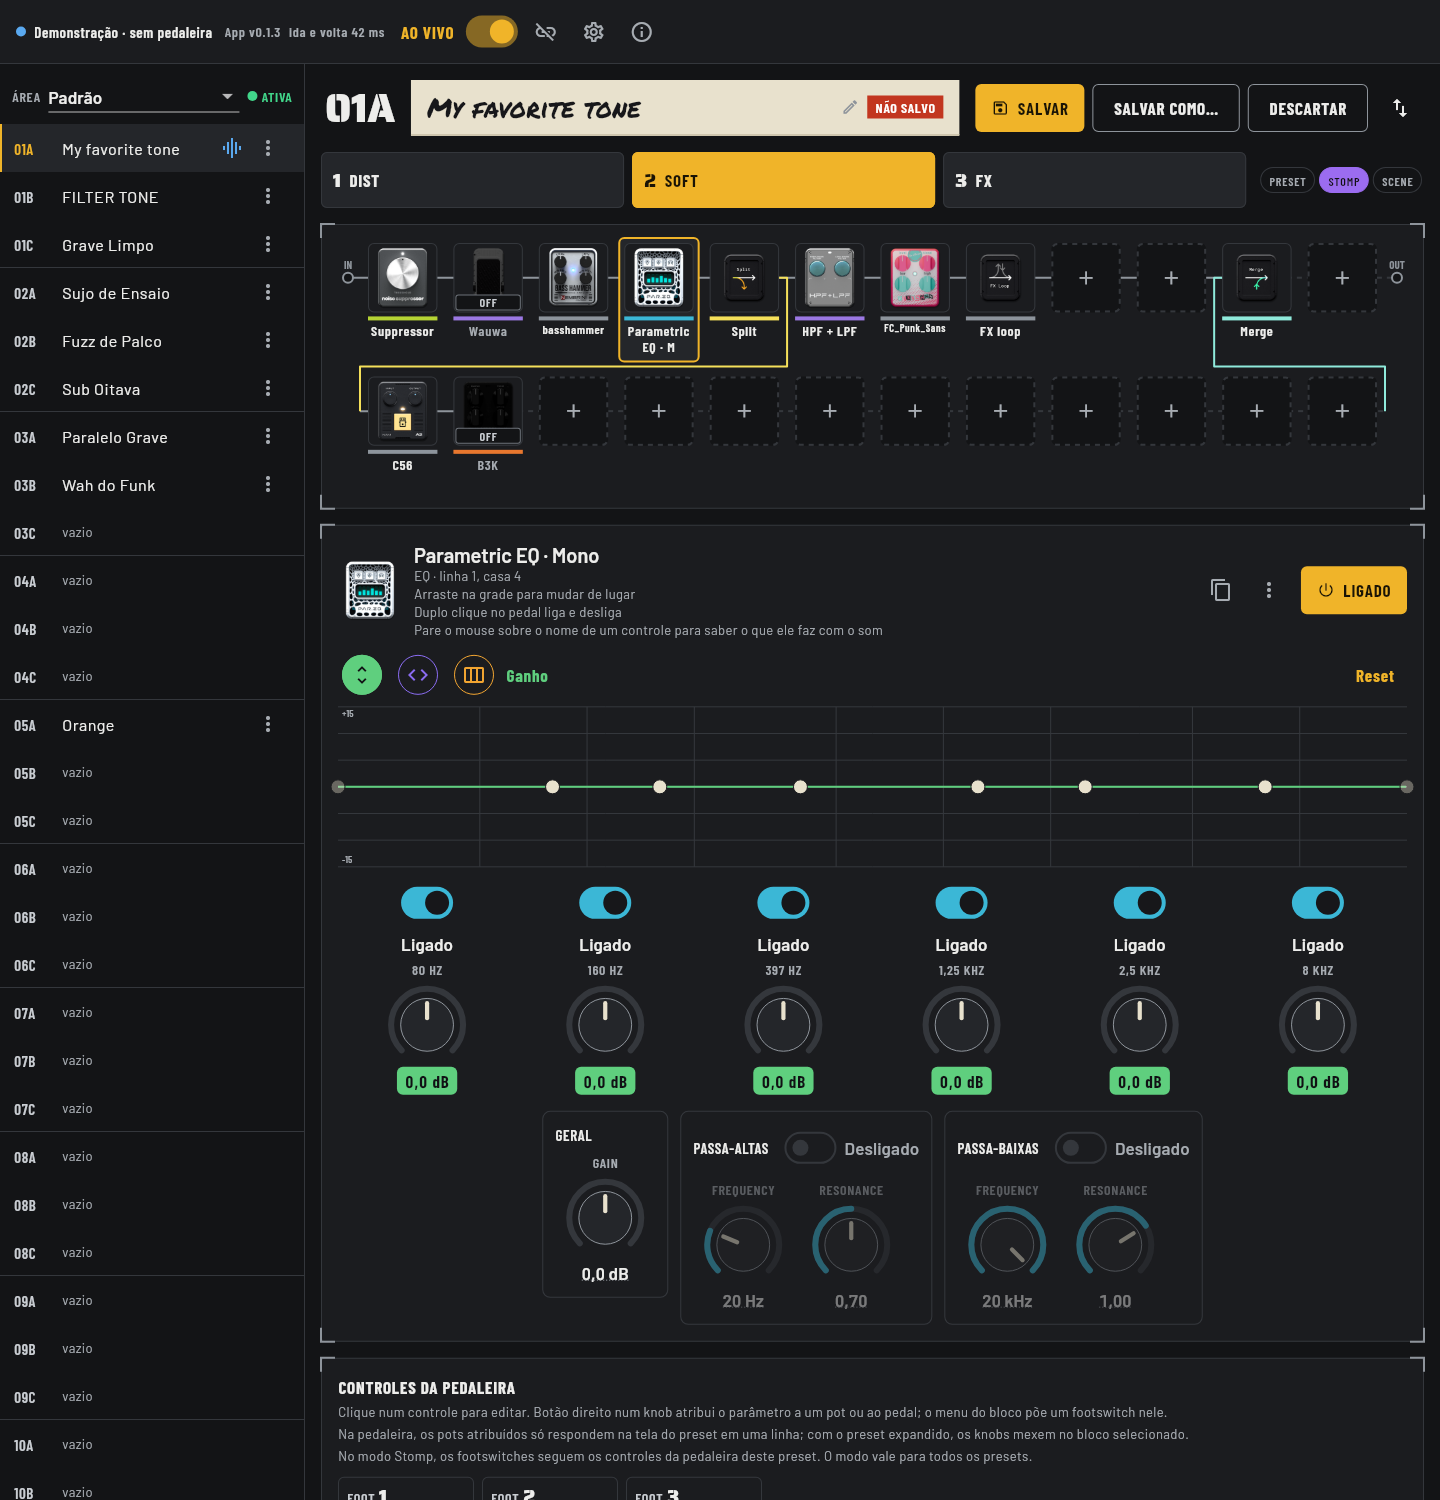 Demonstração · sem pedaleira App v0.1.3 Ida e volta 42 ms AO VIVO
ÁREA Padrão ATIVA
01A My favorite tone
01B FILTER TONE
01C Grave Limpo
02A Sujo de Ensaio
02B Fuzz de Palco
02C Sub Oitava
03A Paralelo Grave
03B Wah do Funk
03C vazio
04A vazio
04B vazio
04C vazio
05A Orange
05B vazio
05C vazio
06A vazio
06B vazio
06C vazio
07A vazio
07B vazio
07C vazio
08A vazio
08B vazio
08C vazio
09A vazio
09B vazio
09C vazio
10A vazio
10B vazio
01A My favorite tone NÃO SALVO SALVAR SALVAR COMO... DESCARTAR
1 DIST 2 SOFT 3 FX PRESET STOMP SCENE
IN OUT
OFF
Split
FX Loop
Merge
Suppressor Wauwa basshammer Parametric EQ · M Split HPF + LPF FC_Punk_Sans FX loop Merge
OFF
C56 B3K
Parametric EQ · Mono
EQ · linha 1, casa 4
Arraste na grade para mudar de lugar
Duplo clique no pedal liga e desliga
Pare o mouse sobre o nome de um controle para saber o que ele faz com o som
LIGADO
Ganho Reset
+15
-15
Ligado Ligado Ligado Ligado Ligado Ligado
80 HZ 160 HZ 397 HZ 1,25 KHZ 2,5 KHZ 8 KHZ
0,0 dB 0,0 dB 0,0 dB 0,0 dB 0,0 dB 0,0 dB
GERAL
GAIN
0,0 dB
PASSA-ALTAS Desligado
FREQUENCY RESONANCE
20 Hz 0,70
PASSA-BAIXAS Desligado
FREQUENCY RESONANCE
20 kHz 1,00
CONTROLES DA PEDALEIRA
Clique num controle para editar. Botão direito num knob atribui o parâmetro a um pot ou ao pedal; o menu do bloco põe um footswitch nele.
Na pedaleira, os pots atribuídos só respondem na tela do preset em uma linha; com o preset expandido, os knobs mexem no bloco selecionado.
No modo Stomp, os footswitches seguem os controles da pedaleira deste preset. O modo vale para todos os presets.
FOOT 1 FOOT 2 FOOT 3